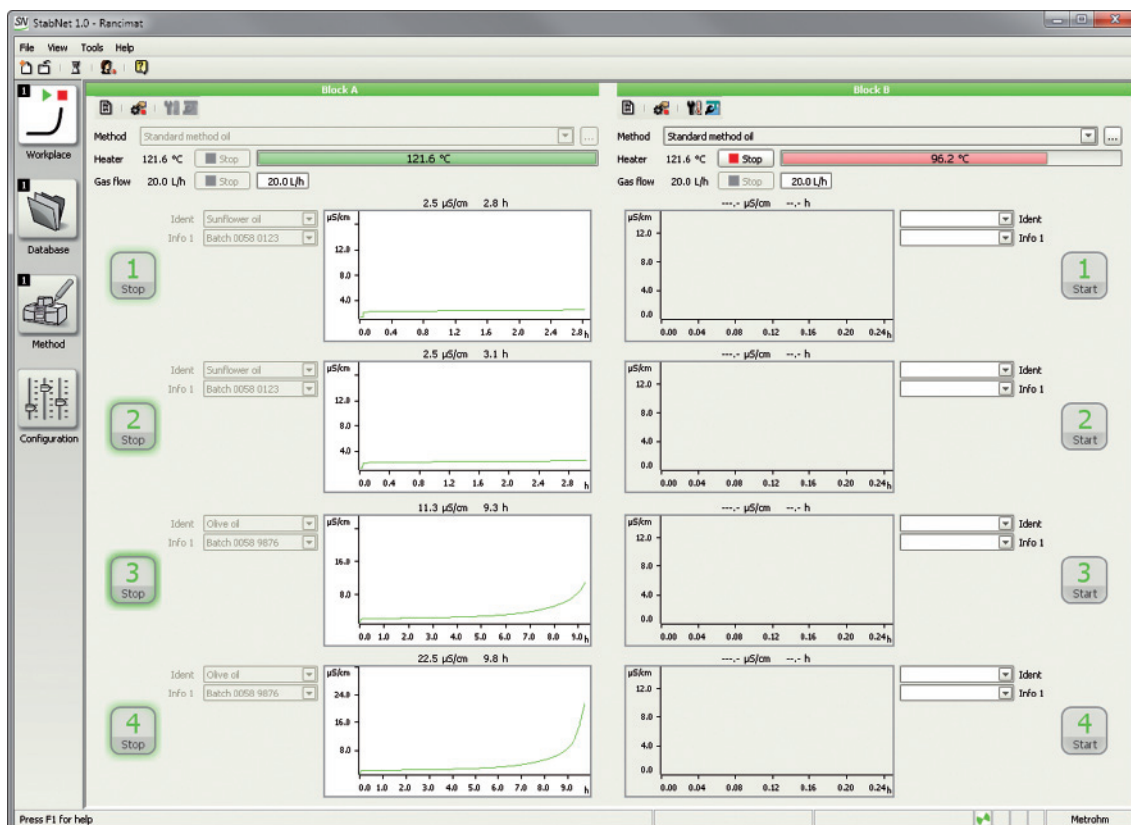 SN StabNet 1.0 - Rancimat
File View Tools Help
1
Workplace
1
Database
1
Method
Configuration
Block A
Method Standard method oil ...
Heater 121.6 °C Stop 121.6 °C
Gas flow 20.0 L/h Stop 20.0 L/h
2.5 µS/cm 2.8 h
Ident Sunflower oil
Info 1 Batch 0058 0123
1
Stop
µS/cm
12.0
8.0
4.0
0.0 0.4 0.8 1.2 1.6 2.0 2.4 2.8 h
2.5 µS/cm 3.1 h
Ident Sunflower oil
Info 1 Batch 0058 0123
2
Stop
µS/cm
12.0
8.0
4.0
0.0 0.4 0.8 1.2 1.6 2.0 2.4 2.8 h
11.3 µS/cm 9.3 h
Ident Olive oil
Info 1 Batch 0058 9876
3
Stop
µS/cm
16.0
8.0
0.0 1.0 2.0 3.0 4.0 5.0 6.0 7.0 8.0 9.0 h
22.5 µS/cm 9.8 h
Ident Olive oil
Info 1 Batch 0058 9876
4
Stop
µS/cm
24.0
16.0
8.0
0.0 1.0 2.0 3.0 4.0 5.0 6.0 7.0 8.0 9.0 h
Block B
Method Standard method oil ...
Heater 121.6 °C Stop 96.2 °C
Gas flow 20.0 L/h Stop 20.0 L/h
---.- µS/cm --.- h
µS/cm
12.0
8.0
4.0
0.0
0.00 0.04 0.08 0.12 0.16 0.20 0.24 h
Ident
Info 1
1
Start
---.- µS/cm --.- h
µS/cm
12.0
8.0
4.0
0.0
0.00 0.04 0.08 0.12 0.16 0.20 0.24 h
Ident
Info 1
2
Start
---.- µS/cm --.- h
µS/cm
12.0
8.0
4.0
0.0
0.00 0.04 0.08 0.12 0.16 0.20 0.24 h
Ident
Info 1
3
Start
---.- µS/cm --.- h
µS/cm
12.0
8.0
4.0
0.0
0.00 0.04 0.08 0.12 0.16 0.20 0.24 h
Ident
Info 1
4
Start
Press F1 for help
Metrohm